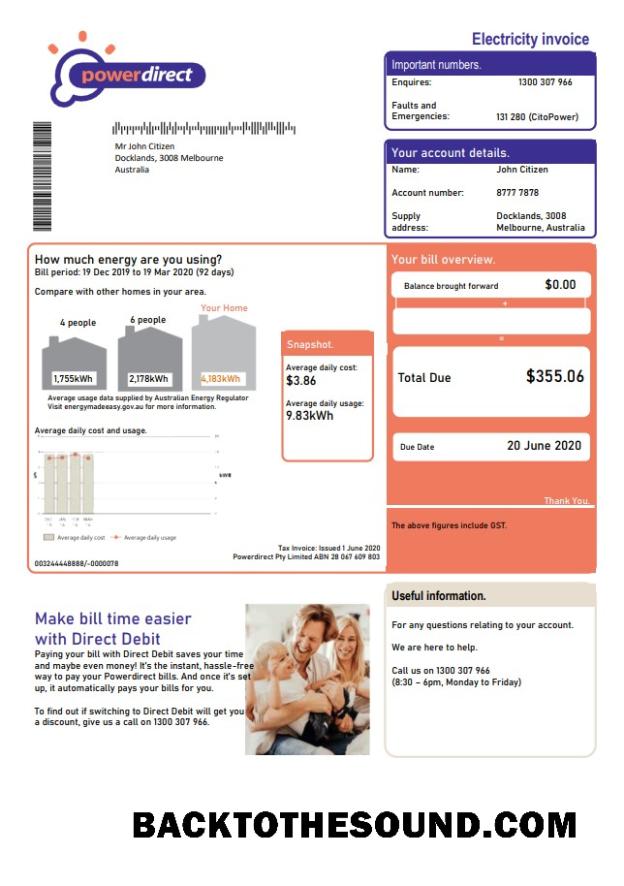 powerdirect
Electricity invoice
Important numbers.
Enquires: 1300 307 966
Faults and
Emergencies: 131 280 (CitoPower)
Mr John Citizen
Docklands, 3008 Melbourne
Australia
Your account details.
Name: John Citizen
Account number: 8777 7878
Supply Docklands, 3008
address: Melbourne, Australia
How much energy are you using?
Bill period: 19 Dec 2019 to 19 Mar 2020 (92 days)
Compare with other homes in your area.
4 people
6 people
Your Home
1,755kWh
2,178kWh
4,183kWh
Average usage data supplied by Australian Energy Regulator
Visit energymadeeasy.gov.au for more information.
Snapshot.
Average daily cost:
$3.86
Average daily usage:
9.83kWh
Average daily cost and usage.
$
kWh
Average daily cost
Average daily usage
Tax Invoice: Issued 1 June 2020
Powerdirect Pty Limited ABN 28 067 609 803
003244448888/-0000078
Your bill overview.
Balance brought forward $0.00
+
=
Total Due $355.06
Due Date 20 June 2020
Thank You.
The above figures include GST.
Make bill time easier
with Direct Debit
Paying your bill with Direct Debit saves your time
and maybe even money! It's the instant, hassle-free
way to pay your Powerdirect bills. And once it's set
up, it automatically pays your bills for you.
To find out if switching to Direct Debit will get you
a discount, give us a call on 1300 307 966.
Useful information.
For any questions relating to your account.
We are here to help.
Call us on 1300 307 966
(8:30 – 6pm, Monday to Friday)
BACKTOTHESOUND.COM